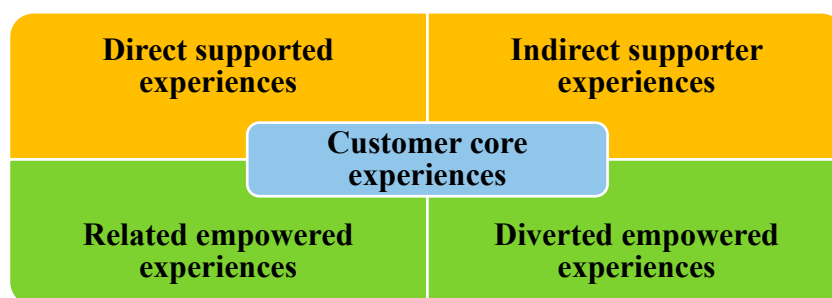 Direct supported
experiences
Indirect supporter
experiences
Customer core
experiences
Related empowered
experiences
Diverted empowered
experiences